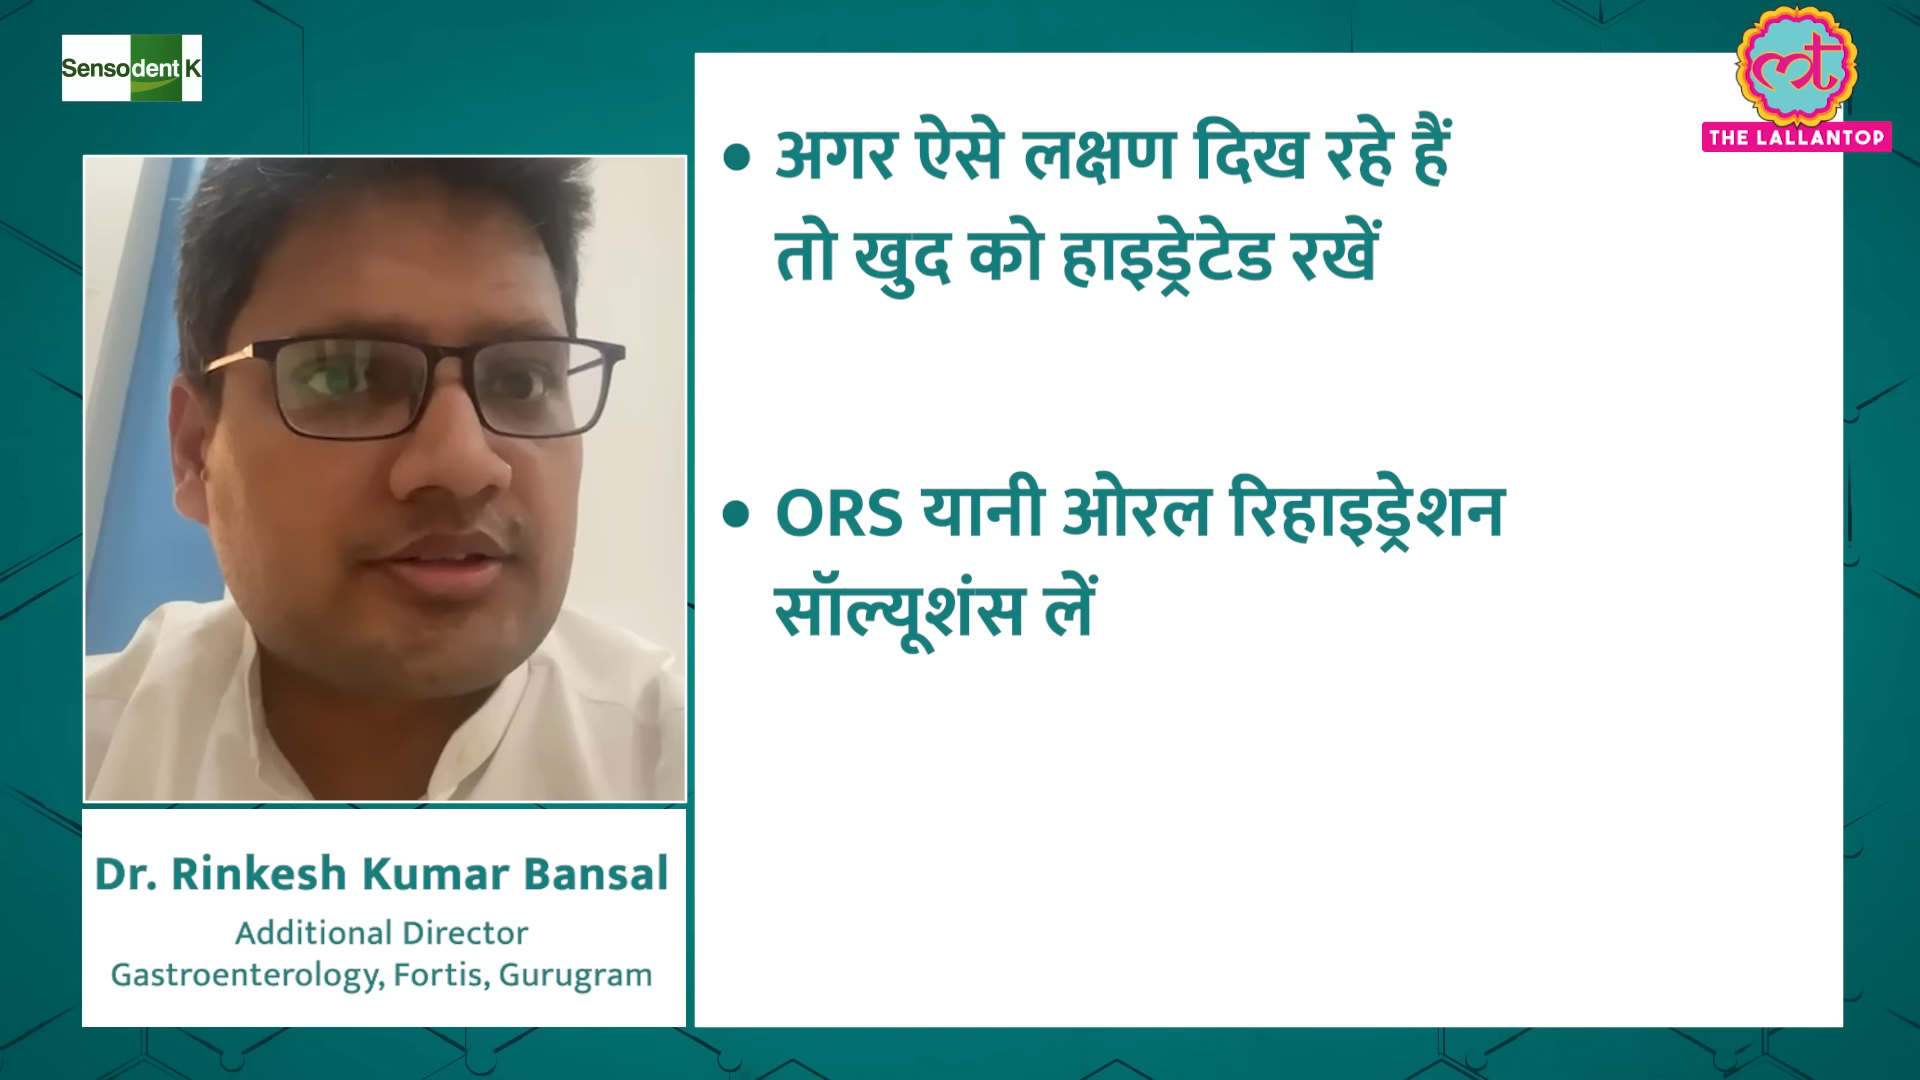 Sensodent K
THE LALLANTOP
• अगर ऐसे लक्षण दिख रहे हैं
तो खुद को हाइड्रेटेड रखें
• ORS यानी ओरल रिहाइड्रेशन
सॉल्यूशंस लें
Dr. Rinkesh Kumar Bansal
Additional Director
Gastroenterology, Fortis, Gurugram